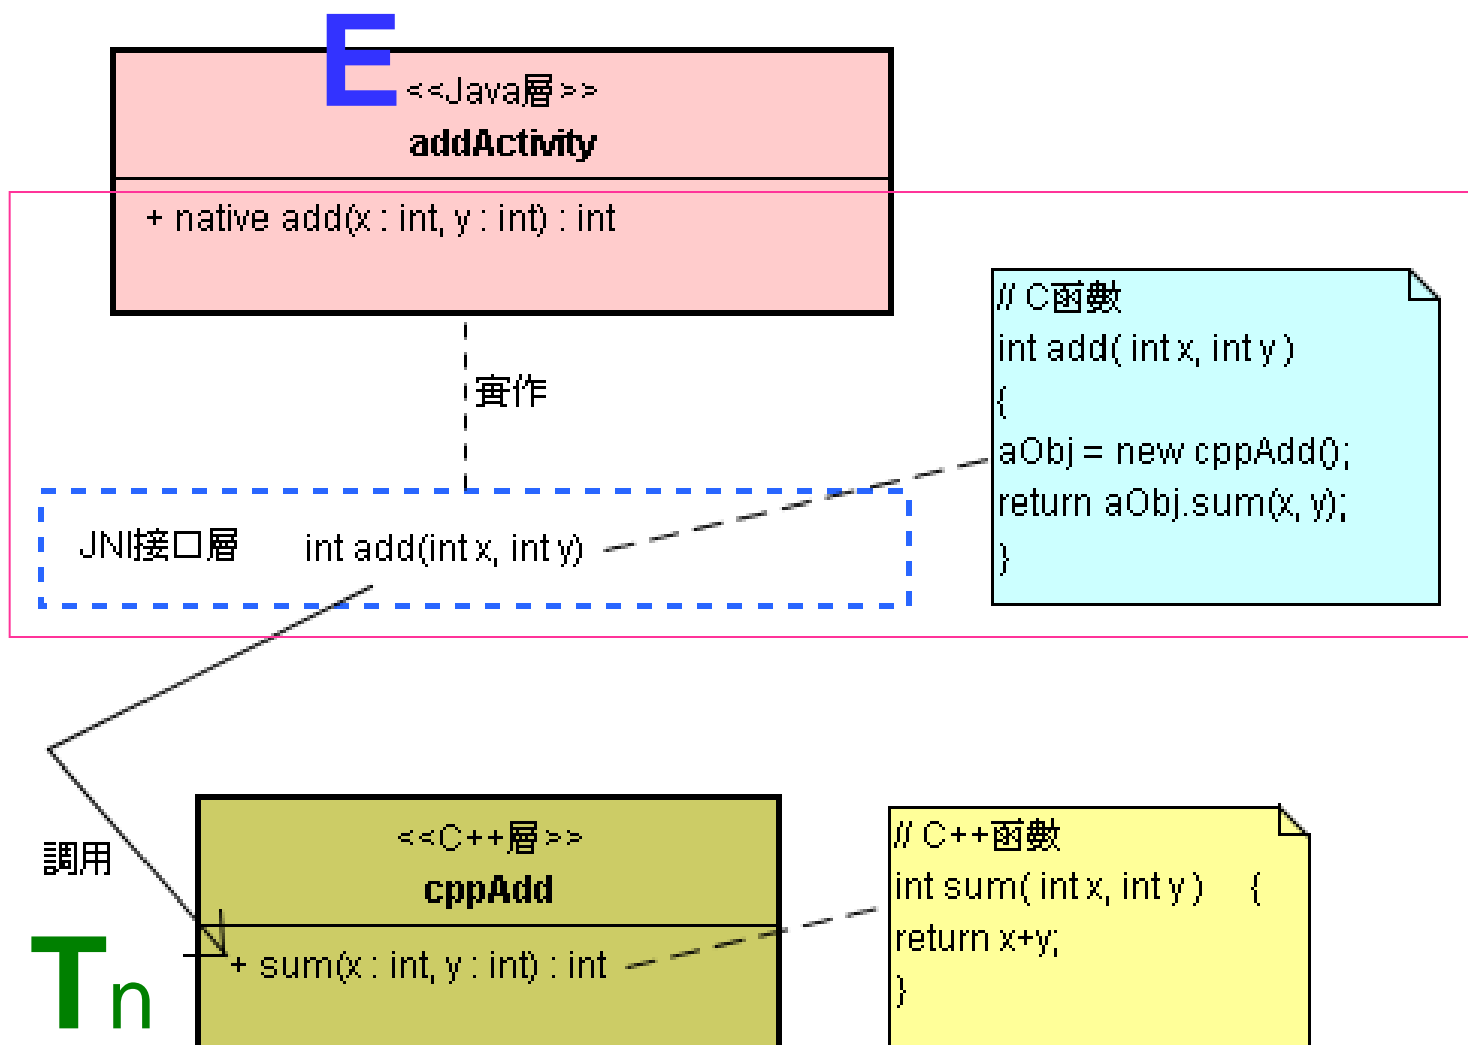 E
<<Java層>>
addActivity
+ native add(x : int, y : int) : int
// C函數
int add( int x, int y )
{
aObj = new cppAdd();
return aObj.sum(x, y);
}
實作
JNI接口層 int add(int x, int y)
調用
<<C++層>>
cppAdd
+ sum(x : int, y : int) : int
// C++函數
int sum( int x, int y ) {
return x+y;
}
Tn